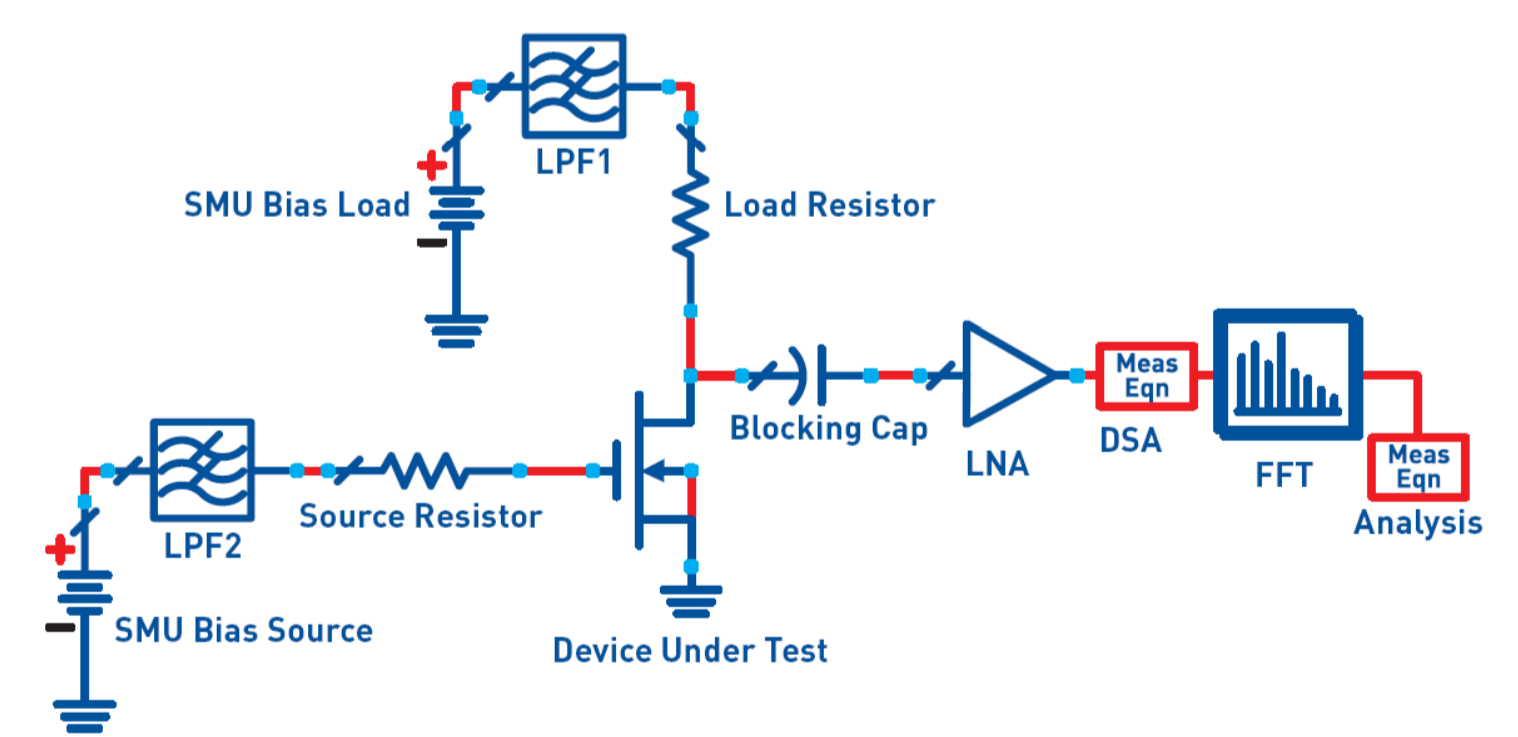 LPF1
+
SMU Bias Load
−
Load Resistor
Blocking Cap
LNA
Meas
Eqn
DSA
FFT
Meas
Eqn
Analysis
LPF2
Source Resistor
+
SMU Bias Source
−
Device Under Test